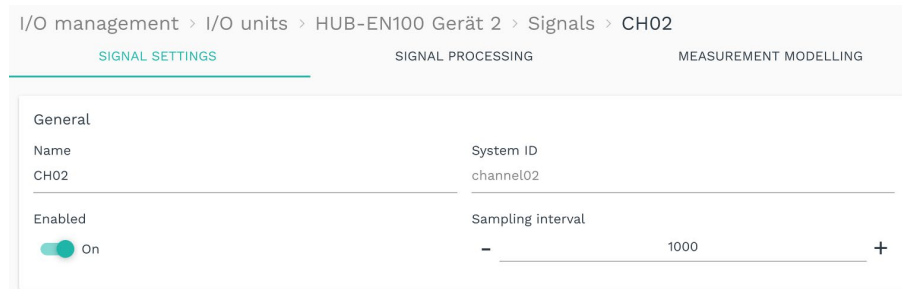 I/O management > I/O units > HUB-EN100 Gerät 2 > Signals > CH02
SIGNAL SETTINGS SIGNAL PROCESSING MEASUREMENT MODELLING
General
Name System ID
CH02 channel02
Enabled Sampling interval
On - 1000 +